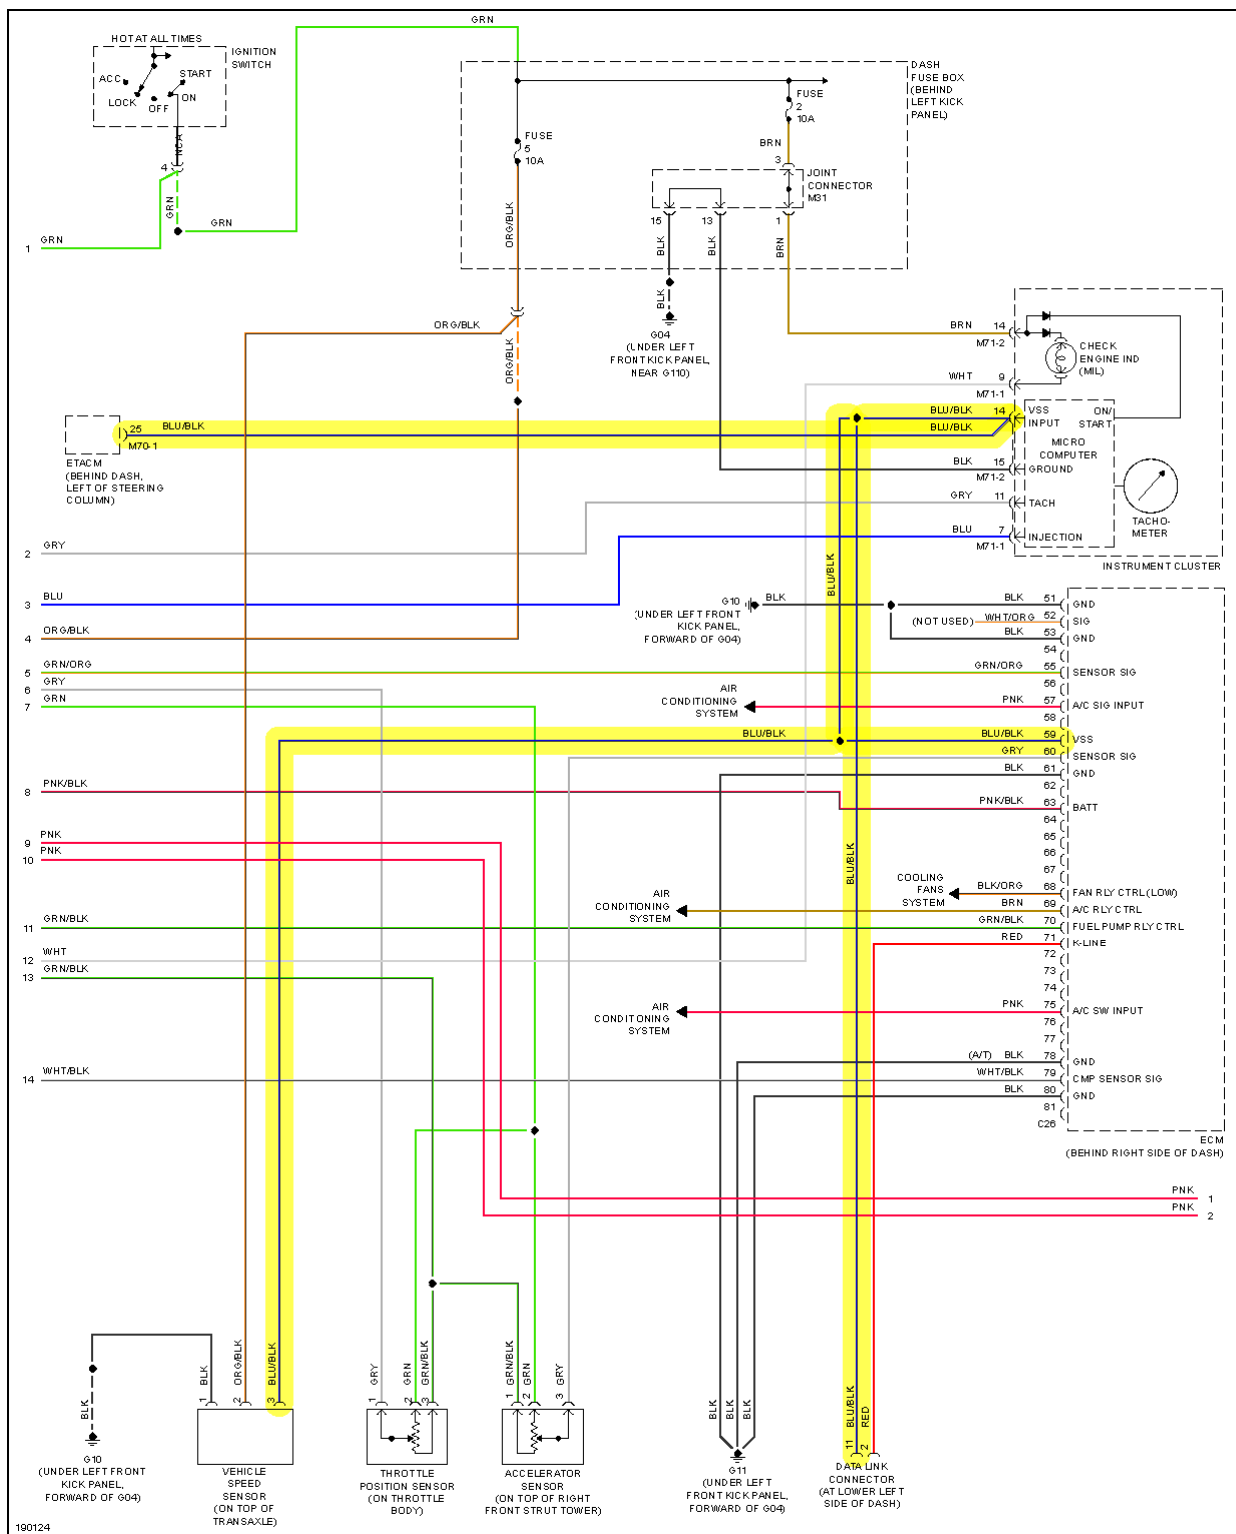 GRN
HOT AT ALL TIMES
IGNITION
SWITCH
ACC
START
LOCK
OFF
ON
NCA
4
GRN
GRN
1 GRN
DASH
FUSE BOX
(BEHIND
LEFT KICK
PANEL)
FUSE
2
10A
FUSE
5
10A
BRN
3
JOINT
CONNECTOR
M31
15
13
1
ORG/BLK
BLK
BLK
BRN
BLK
G04
(UNDER LEFT
FRONT KICK PANEL,
NEAR G110)
ORG/BLK
ORG/BLK
BRN
14
M71-2
CHECK
ENGINE IND
(MIL)
WHT
9
M71-1
BLU/BLK
14
BLU/BLK
VSS
INPUT
ON/
START
MICRO
COMPUTER
BLK
15
M71-2
GROUND
GRY
11
TACH
BLU
7
M71-1
INJECTION
TACHO-
METER
INSTRUMENT CLUSTER
25
BLU/BLK
M70-1
ETACM
(BEHIND DASH,
LEFT OF STEERING
COLUMN)
2 GRY
3 BLU
4 ORG/BLK
5 GRN/ORG
6 GRY
7 GRN
8 PNK/BLK
9 PNK
10 PNK
11 GRN/BLK
12 WHT
13 GRN/BLK
14 WHT/BLK
BLU/BLK
G10
(UNDER LEFT FRONT
KICK PANEL,
FORWARD OF G04)
BLK
BLK 51 GND
(NOT USED) WHT/ORG 52 SIG
BLK 53 GND
54
GRN/ORG 55 SENSOR SIG
56
AIR
CONDITIONING
SYSTEM
PNK 57 A/C SIG INPUT
58
BLU/BLK
BLU/BLK 59 VSS
GRY 60 SENSOR SIG
BLK 61 GND
62
PNK/BLK 63 BATT
64
65
66
67
BLU/BLK
COOLING
FANS
SYSTEM
BLK/ORG 68 FAN RLY CTRL (LOW)
AIR
CONDITIONING
SYSTEM
BRN 69 A/C RLY CTRL
GRN/BLK 70 FUEL PUMP RLY CTRL
RED 71 K-LINE
72
73
74
AIR
CONDITIONING
SYSTEM
PNK 75 A/C SW INPUT
76
77
(A/T) BLK 78 GND
WHT/BLK 79 CMP SENSOR SIG
BLK 80 GND
81
C26
ECM
(BEHIND RIGHT SIDE OF DASH)
PNK 1
PNK 2
BLK
G10
(UNDER LEFT FRONT
KICK PANEL,
FORWARD OF G04)
1 BLK
2 ORG/BLK
3 BLU/BLK
VEHICLE
SPEED
SENSOR
(ON TOP OF
TRANSAXLE)
1 GRY
2 GRN
3 GRN/BLK
THROTTLE
POSITION SENSOR
(ON THROTTLE
BODY)
1 GRN/BLK
2 GRN
3 GRY
ACCELERATOR
SENSOR
(ON TOP OF RIGHT
FRONT STRUT TOWER)
BLK
BLK
BLK
G11
(UNDER LEFT
FRONT KICK PANEL,
FORWARD OF G04)
11 BLU/BLK
2 RED
DATA LINK
CONNECTOR
(AT LOWER LEFT
SIDE OF DASH)
190124